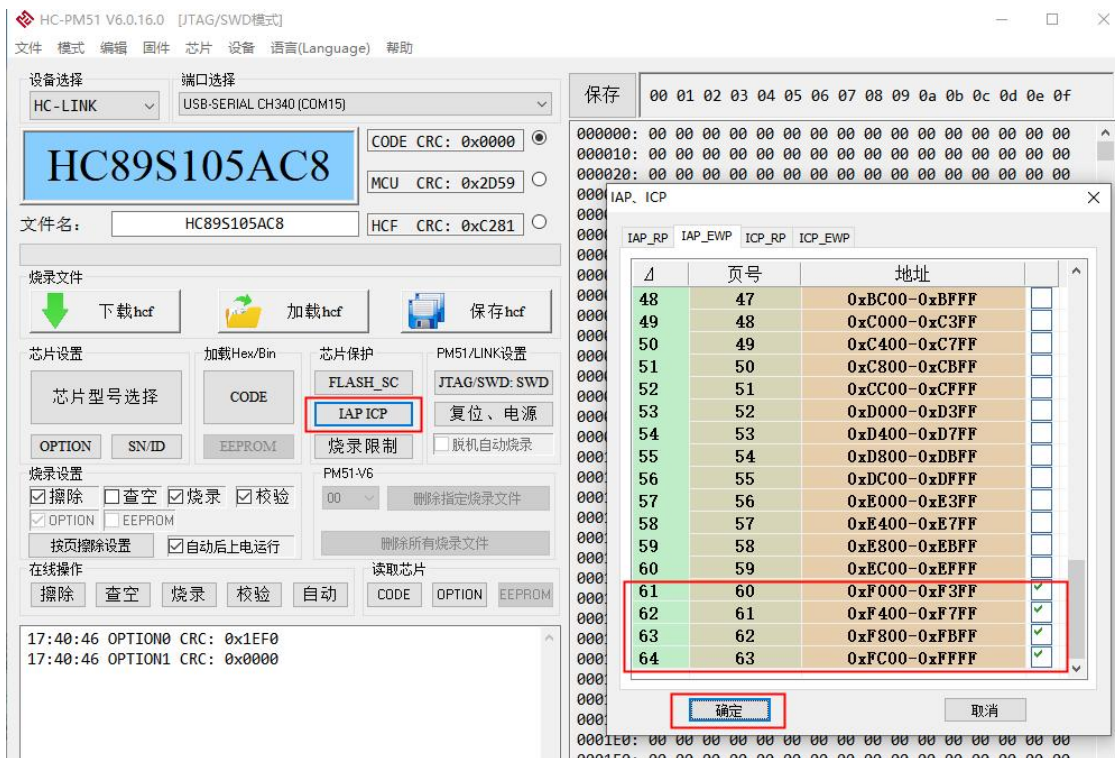 HC-PM51 V6.0.16.0 [JTAG/SWD模式]
文件 模式 编辑 固件 芯片 设备 语言(Language) 帮助
设备选择
端口选择
HC-LINK
USB-SERIAL CH340 (COM15)
HC89S105AC8
CODE CRC: 0x0000
MCU CRC: 0x2D59
HCF CRC: 0xC281
文件名:
HC89S105AC8
烧录文件
下载hcf
加载hcf
保存hcf
芯片设置
加载Hex/Bin
芯片保护
PM51/LINK设置
芯片型号选择
CODE
FLASH_SC
JTAG/SWD: SWD
IAP ICP
复位、电源
OPTION
SN/ID
EEPROM
烧录限制
脱机自动烧录
烧录设置
PM51-V6
擦除
查空
烧录
校验
00
删除指定烧录文件
OPTION
EEPROM
按页擦除设置
自动后上电运行
删除所有烧录文件
在线操作
读取芯片
擦除
查空
烧录
校验
自动
CODE
OPTION
EEPROM
17:40:46 OPTION0 CRC: 0x1EF0
17:40:46 OPTION1 CRC: 0x0000
保存
00 01 02 03 04 05 06 07 08 09 0a 0b 0c 0d 0e 0f
000000: 00 00 00 00 00 00 00 00 00 00 00 00 00 00 00 00
000010: 00 00 00 00 00 00 00 00 00 00 00 00 00 00 00 00
000020: 00 00 00 00 00 00 00 00 00 00 00 00 00 00 00 00
IAP、ICP
IAP_RP IAP_EWP ICP_RP ICP_EWP
页号 地址
48 47 0xBC00-0xBFFF
49 48 0xC000-0xC3FF
50 49 0xC400-0xC7FF
51 50 0xC800-0xCBFF
52 51 0xCC00-0xCFFF
53 52 0xD000-0xD3FF
54 53 0xD400-0xD7FF
55 54 0xD800-0xDBFF
56 55 0xDC00-0xDFFF
57 56 0xE000-0xE3FF
58 57 0xE400-0xE7FF
59 58 0xE800-0xEBFF
60 59 0xEC00-0xEFFF
61 60 0xF000-0xF3FF
62 61 0xF400-0xF7FF
63 62 0xF800-0xFBFF
64 63 0xFC00-0xFFFF
确定
取消
0001E0: 00 00 00 00 00 00 00 00 00 00 00 00 00 00 00 00